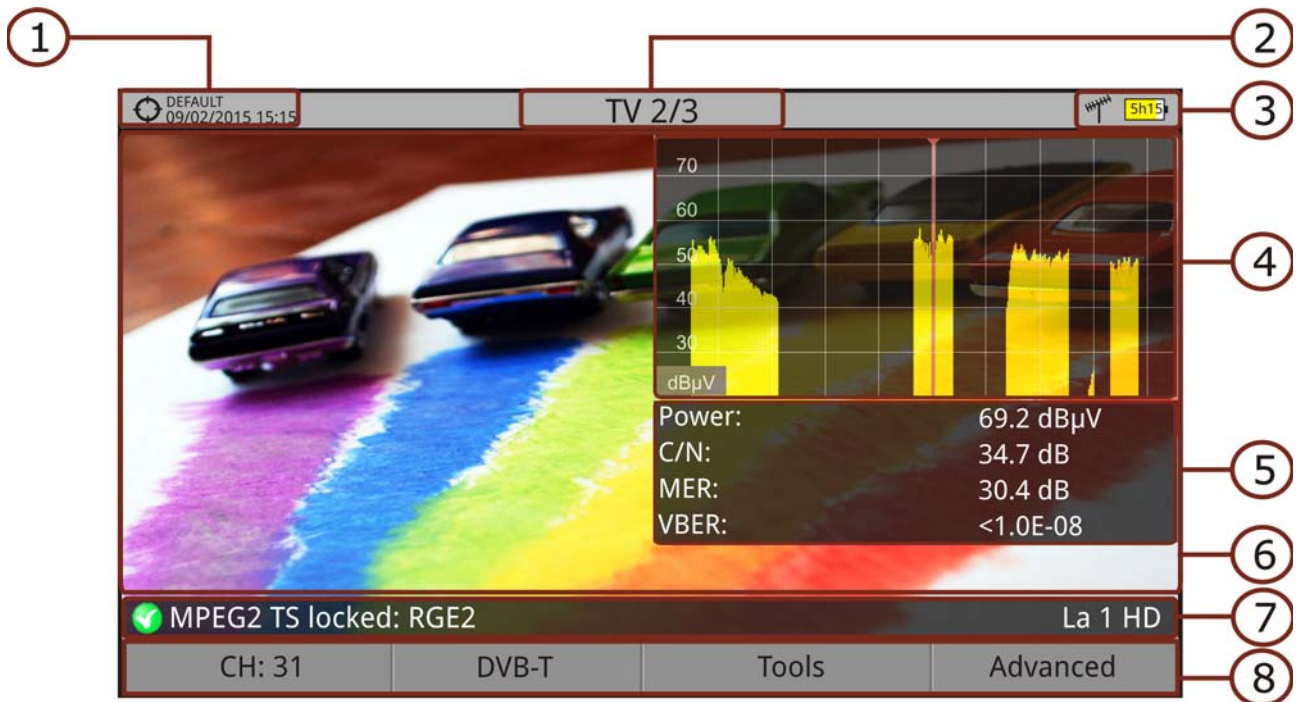 1
2
3
DEFAULT
09/02/2015 15:15
TV 2/3
5h15
70
60
50
40
30
dBµV
4
Power: 69.2 dBµV
C/N: 34.7 dB
MER: 30.4 dB
VBER: <1.0E-08
5
6
MPEG2 TS locked: RGE2 La 1 HD
7
CH: 31 DVB-T Tools Advanced
8